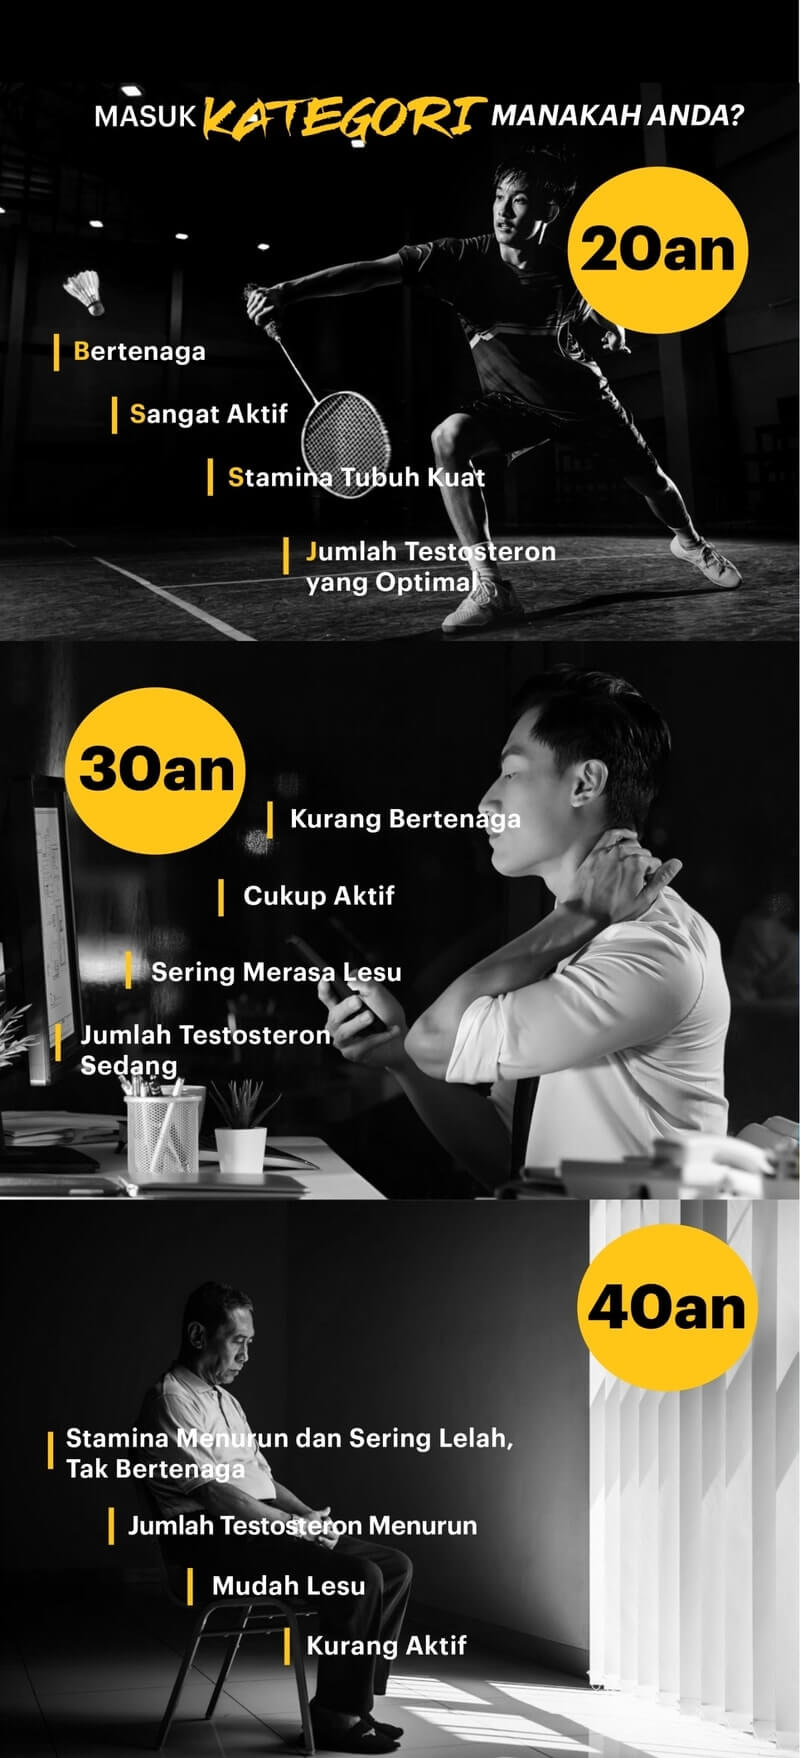 MASUK KATEGORI MANAKAH ANDA?
20an
Bertenaga
Sangat Aktif
Stamina Tubuh Kuat
Jumlah Testosteron
yang Optimal
30an
Kurang Bertenaga
Cukup Aktif
Sering Merasa Lesu
Jumlah Testosteron
Sedang
40an
Stamina Menurun dan Sering Lelah,
Tak Bertenaga
Jumlah Testosteron Menurun
Mudah Lesu
Kurang Aktif